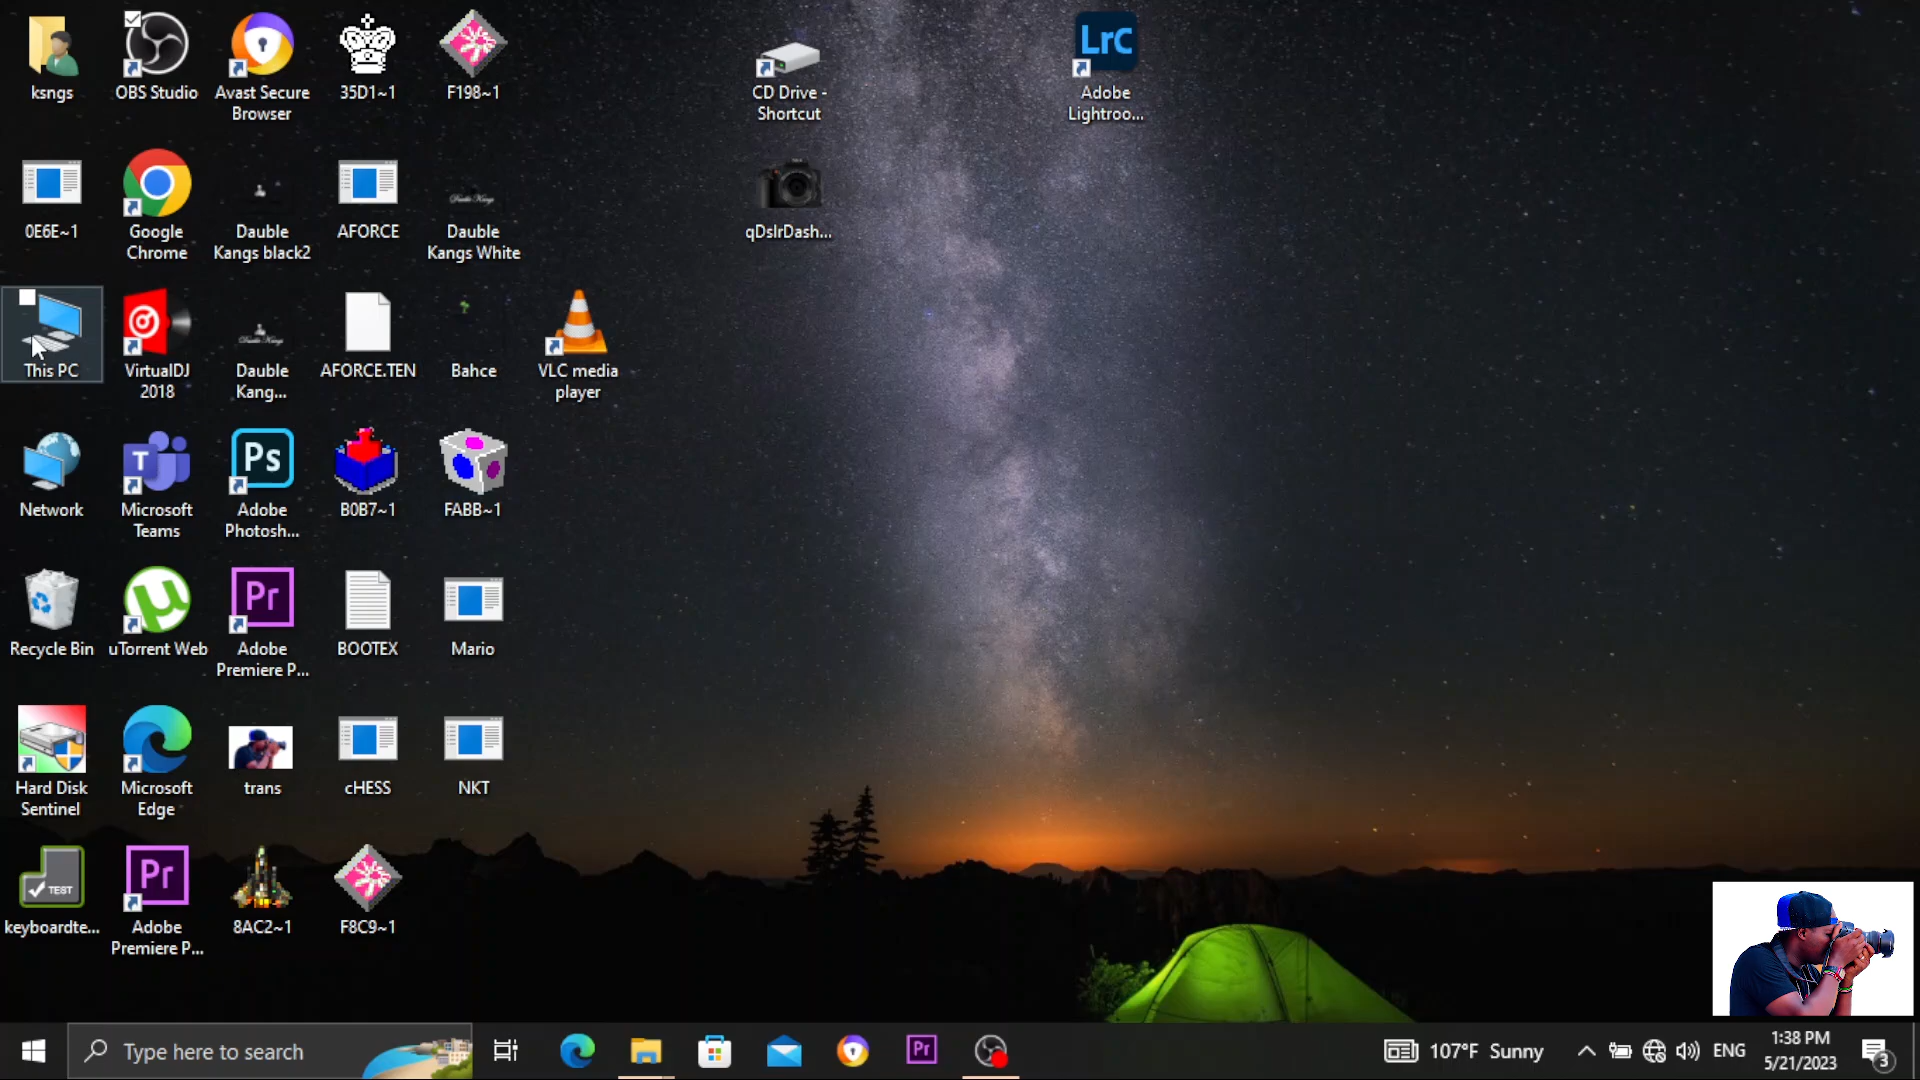 ksngs
OBS Studio
Avast Secure
Browser
35D1~1
F198~1
CD Drive -
Shortcut
LrC
Adobe
Lightroo...
0E6E~1
Google
Chrome
Dauble
Kangs black2
AFORCE
Dauble Kangs
Dauble
Kangs White
qDslrDash...
This PC
VirtualDJ
2018
Dauble Kangs
Dauble
Kang...
AFORCE.TEN
Bahce
VLC media
player
Network
T
Microsoft
Teams
Ps
Adobe
Photosh...
B0B7~1
FABB~1
Recycle Bin
µ
uTorrent Web
Pr
Adobe
Premiere P...
BOOTEX
Mario
Hard Disk
Sentinel
Microsoft
Edge
trans
cHESS
NKT
TEST
keyboardte...
Pr
Adobe
Premiere P...
8AC2~1
F8C9~1
Type here to search
Pr
107°F Sunny
ENG
1:38 PM
5/21/2023
3